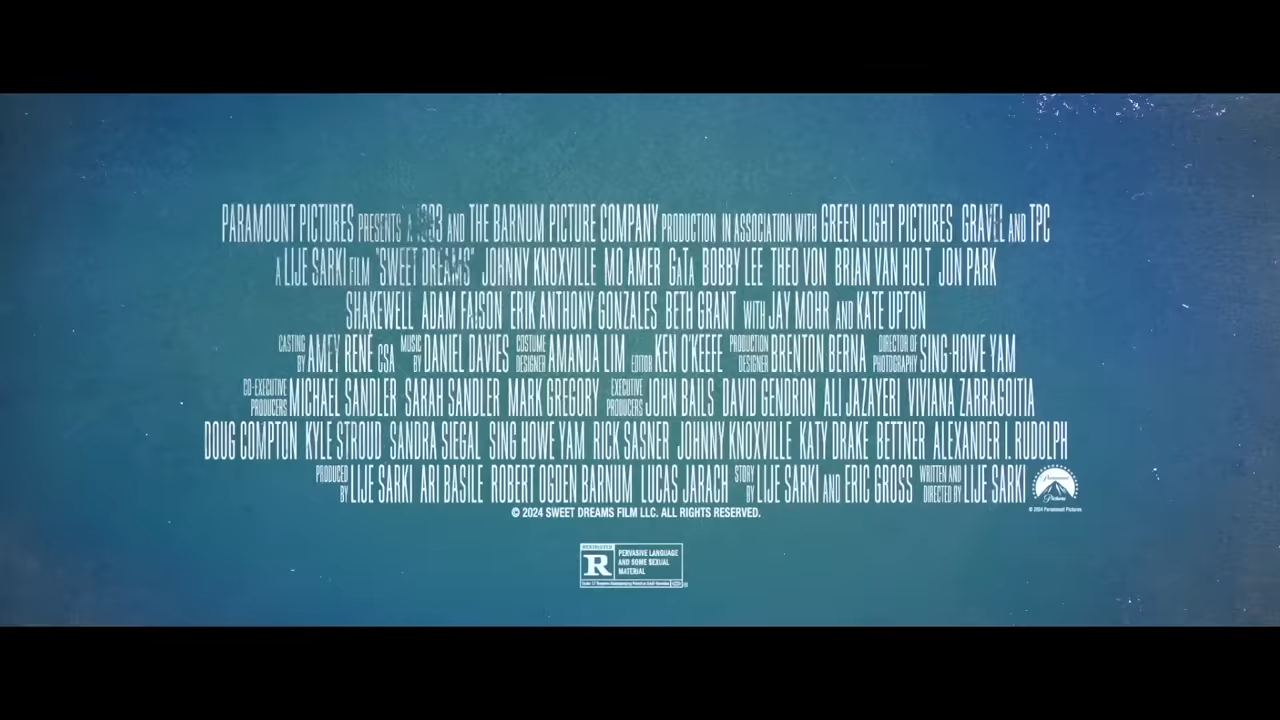 PARAMOUNT PICTURES PRESENTS A 1993 AND THE BARNUM PICTURE COMPANY PRODUCTION IN ASSOCIATION WITH GREEN LIGHT PICTURES GRAVEL AND TPC
A LIJE SARKI FILM "SWEET DREAMS" JOHNNY KNOXVILLE MO AMER GATA BOBBY LEE THEO VON BRIAN VAN HOLT JON PARK
SHAKEWELL ADAM FAISON ERIK ANTHONY GONZALES BETH GRANT WITH JAY MOHR AND KATE UPTON
CASTING BY AMEY RENÉ CSA MUSIC BY DANIEL DAVIES COSTUME DESIGNER AMANDA LIM EDITOR KEN O'KEEFE PRODUCTION DESIGNER BRENTON BERNA DIRECTOR OF PHOTOGRAPHY SING HOWE YAM
CO-EXECUTIVE PRODUCERS MICHAEL SANDLER SARAH SANDLER MARK GREGORY EXECUTIVE PRODUCERS JOHN BAILS DAVID GENDRON ALI JAZAYERI VIVIANA ZARRAGOITIA
DOUG COMPTON KYLE STROUD SANDRA SIEGAL SING HOWE YAM RICK SASNER JOHNNY KNOXVILLE KATY DRAKE BETTNER ALEXANDER I. RUDOLPH
PRODUCED BY LIJE SARKI ARI BASILE ROBERT OGDEN BARNUM LUCAS JARACH STORY BY LIJE SARKI AND ERIC GROSS WRITTEN AND DIRECTED BY LIJE SARKI
Paramount Pictures
© 2024 Paramount Pictures
© 2024 SWEET DREAMS FILM LLC. ALL RIGHTS RESERVED.
RESTRICTED
R
PERVASIVE LANGUAGE
AND SOME SEXUAL
MATERIAL